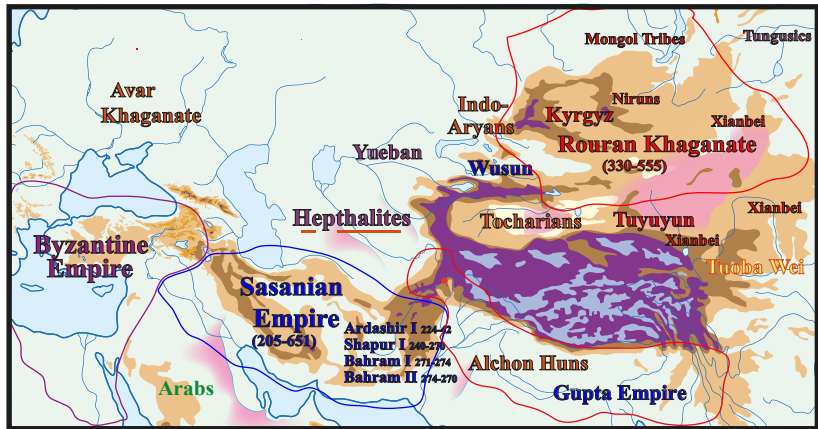 Mongol Tribes
Tungusics
Avar
Khaganate
Indo-
Aryans
Niruns
Kyrgyz
Xianbei
Rouran Khaganate
(330-555)
Yueban
Wusun
Hepthalites
Tocharians
Tuyuyun
Xianbei
Xianbei
Byzantine
Empire
Tuoba Wei
Sasanian
Empire
(205-651)
Ardashir I 224-42
Shapur I 240-270
Bahram I 271-274
Bahram II 274-270
Alchon Huns
Arabs
Gupta Empire